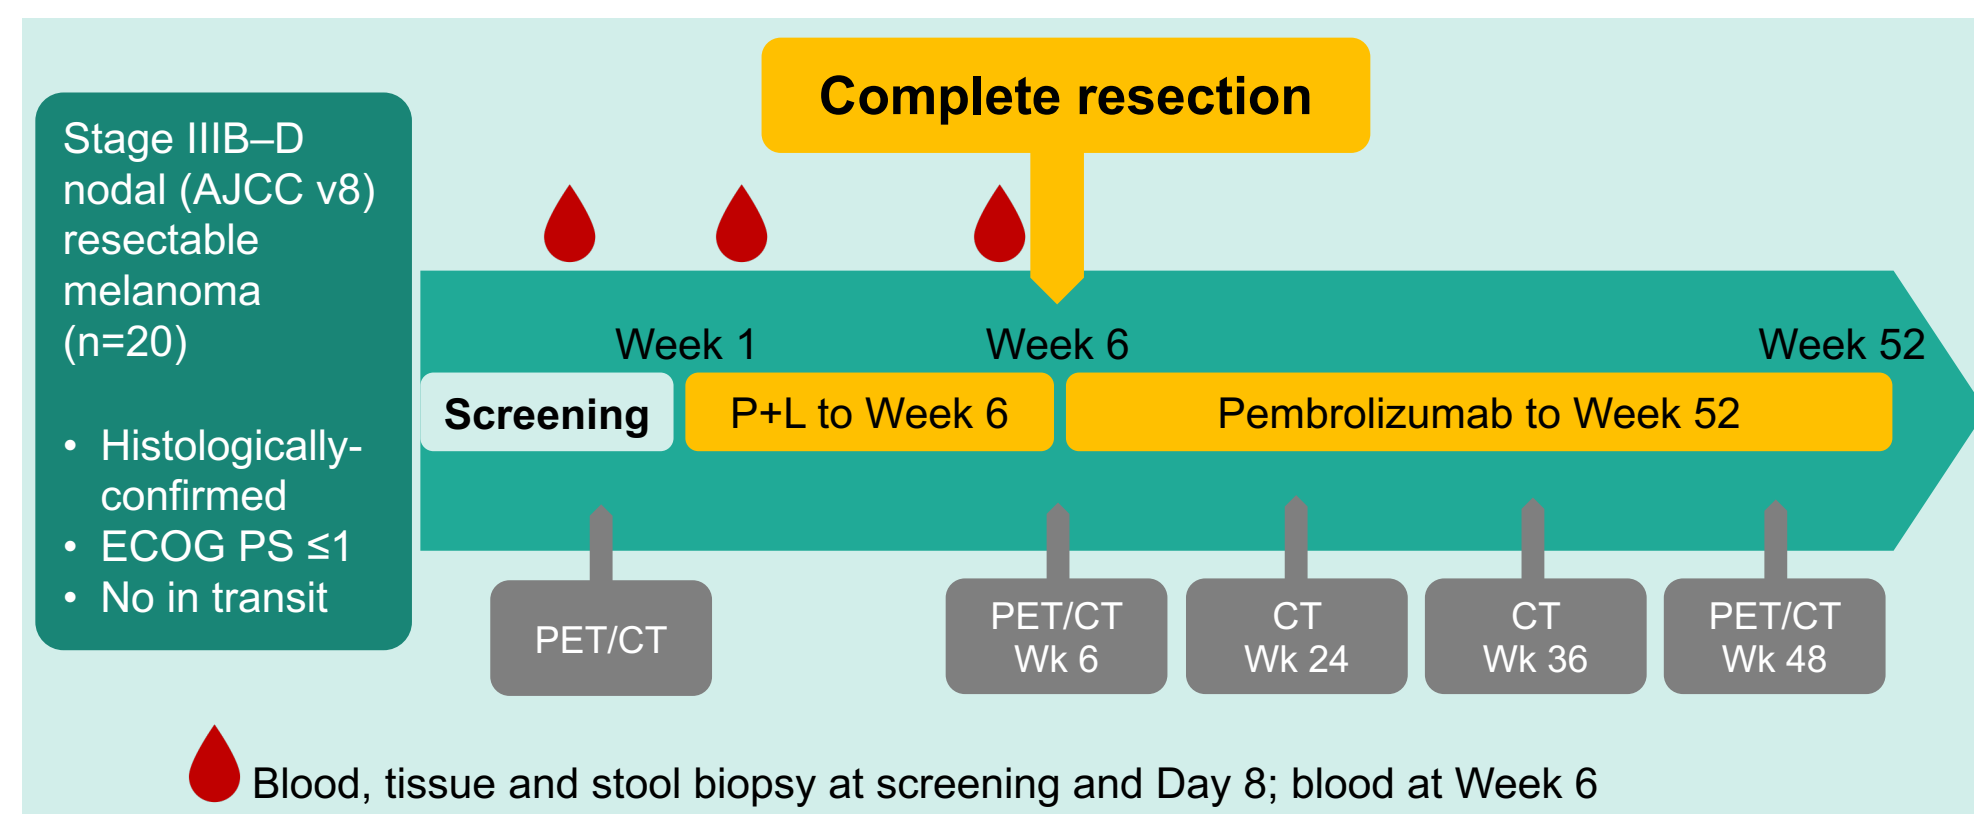 Complete resection
Stage IIIB–D
nodal (AJCC v8)
resectable
melanoma
(n=20)
• Histologically-
confirmed
• ECOG PS ≤1
• No in transit
Week 1
Week 6
Week 52
Screening
P+L to Week 6
Pembrolizumab to Week 52
PET/CT
PET/CT
Wk 6
CT
Wk 24
CT
Wk 36
PET/CT
Wk 48
Blood, tissue and stool biopsy at screening and Day 8; blood at Week 6